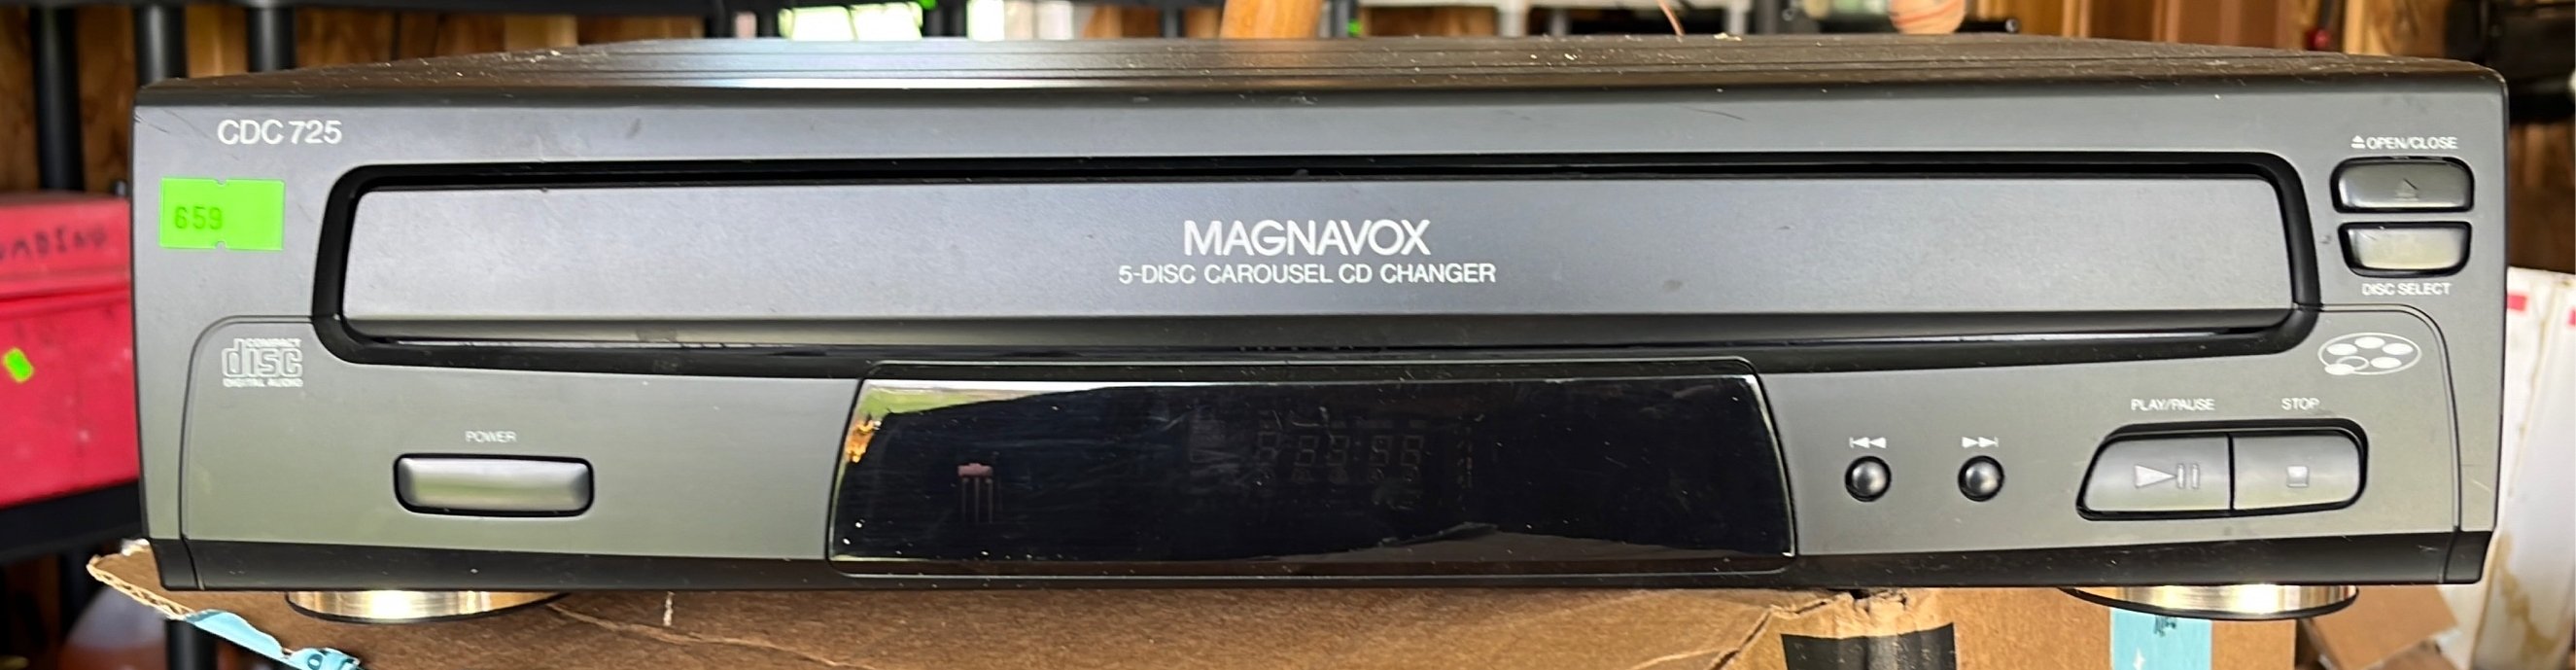 CDC 725
OPEN/CLOSE
659
MAGNAVOX
5-DISC CAROUSEL CD CHANGER
DISC SELECT
COMPACT
disc
DIGITAL AUDIO
PLAY/PAUSE
STOP
POWER